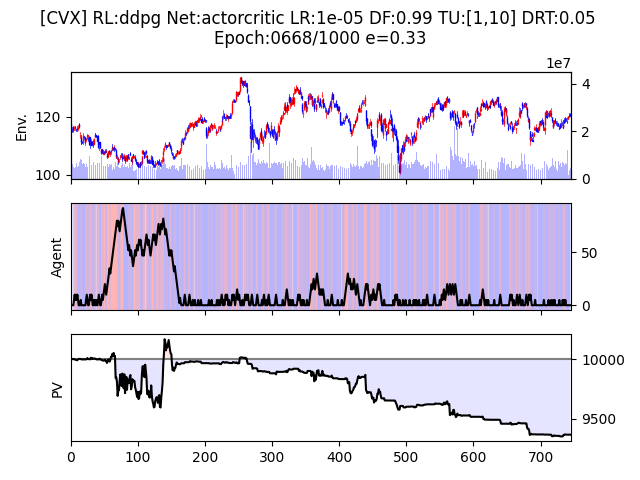 [CVX] RL:ddpg Net:actorcritic LR:1e-05 DF:0.99 TU:[1,10] DRT:0.05
Epoch:0668/1000 e=0.33
1e7
Env.
120
100
4
2
0
Agent
50
0
PV
10000
9500
0 100 200 300 400 500 600 700